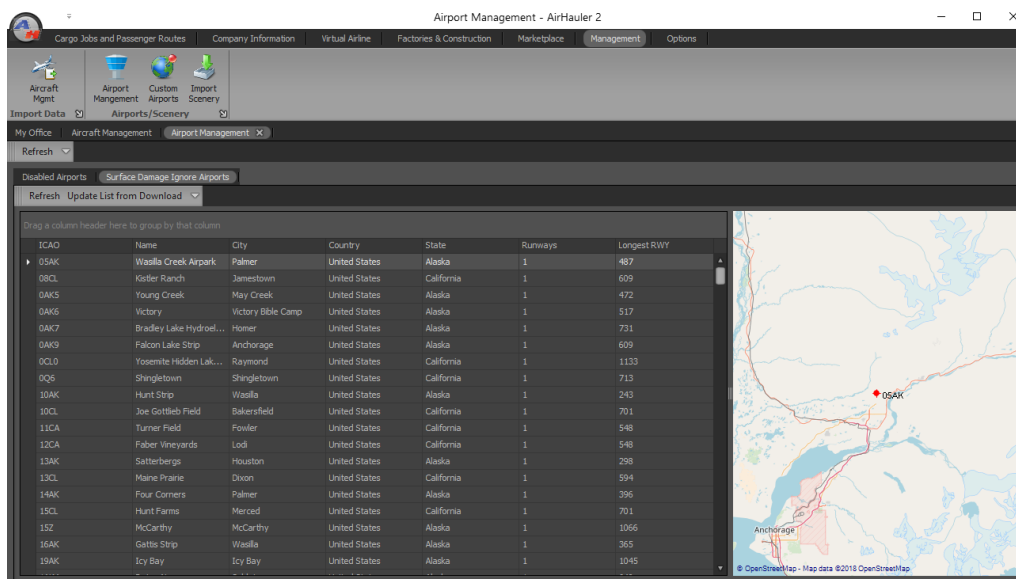 Airport Management - AirHauler 2
Cargo Jobs and Passenger Routes Company Information Virtual Airline Factories & Construction Marketplace Management Options
Aircraft Mgmt Airport Mangement Custom Airports Import Scenery
Import Data Airports/Scenery
My Office Aircraft Management Airport Management
Refresh
Disabled Airports Surface Damage Ignore Airports
Refresh Update List from Download
Drag a column header here to group by that column
ICAO Name City Country State Runways Longest RWY
05AK Wasilla Creek Airpark Palmer United States Alaska 1 487
08CL Kistler Ranch Jamestown United States California 1 609
0AK5 Young Creek May Creek United States Alaska 1 472
0AK6 Victory Victory Bible Camp United States Alaska 1 517
0AK7 Bradley Lake Hydroel... Homer United States Alaska 1 731
0AK9 Falcon Lake Strip Anchorage United States Alaska 1 609
0CL0 Yosemite Hidden Lak... Raymond United States California 1 1133
0Q6 Shingletown Shingletown United States California 1 713
10AK Hunt Strip Wasilla United States Alaska 1 243
10CL Joe Gottlieb Field Bakersfield United States California 1 701
11CA Turner Field Fowler United States California 1 548
12CA Faber Vineyards Lodi United States California 1 548
13AK Satterbergs Houston United States Alaska 1 298
13CL Maine Prairie Dixon United States California 1 594
14AK Four Corners Palmer United States Alaska 1 396
15CL Hunt Farms Merced United States California 1 701
15Z McCarthy McCarthy United States Alaska 1 1066
16AK Gattis Strip Wasilla United States Alaska 1 365
19AK Icy Bay Icy Bay United States Alaska 1 1045
05AK
Anchorage
© OpenStreetMap - Map data ©2018 OpenStreetMap